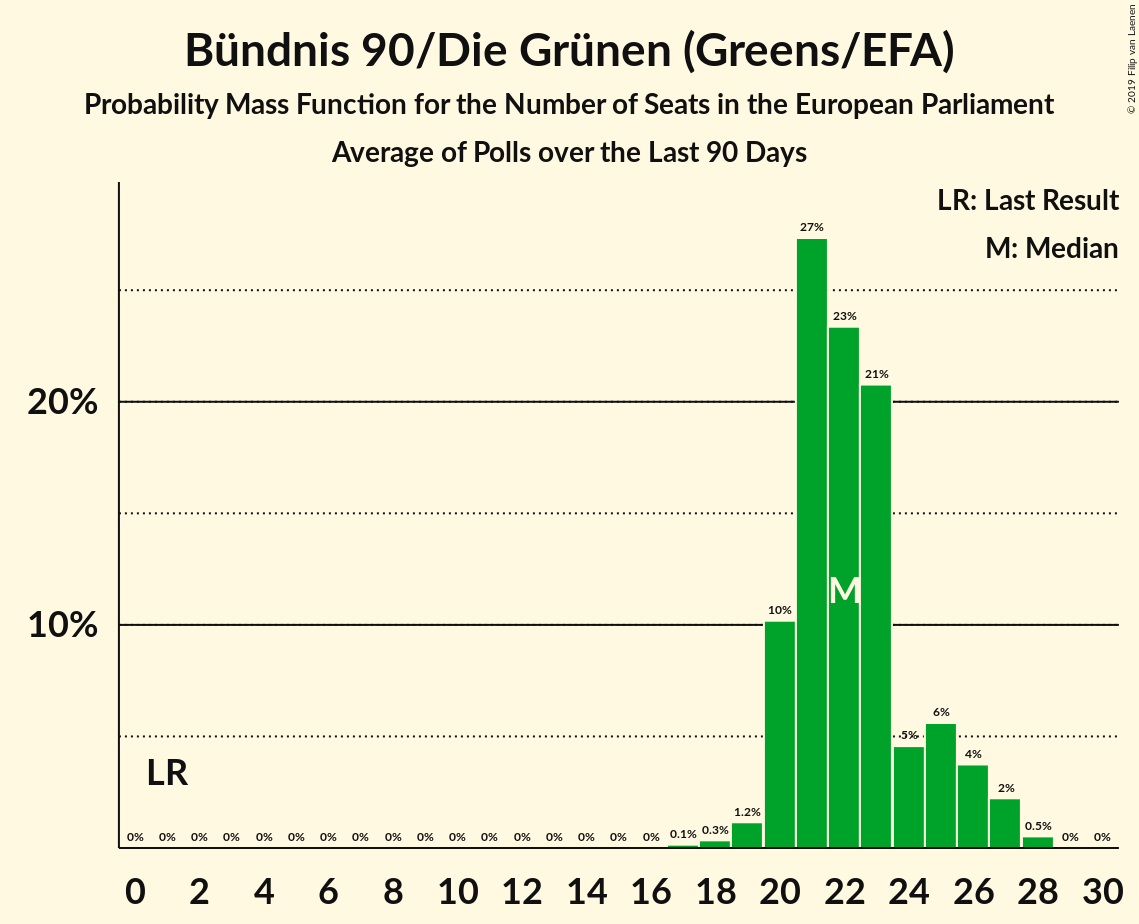 Bündnis 90/Die Grünen (Greens/EFA)
Probability Mass Function for the Number of Seats in the European Parliament
Average of Polls over the Last 90 Days
© 2019 Filip van Laenen
LR: Last Result
M: Median
27%
23%
21%
20%
M
10%
10%
6%
5%
4%
LR
2%
1.2%
0% 0% 0% 0% 0% 0% 0% 0% 0% 0% 0% 0% 0% 0% 0% 0% 0% 0.1% 0.3% 0.5% 0% 0%
0 2 4 6 8 10 12 14 16 18 20 22 24 26 28 30